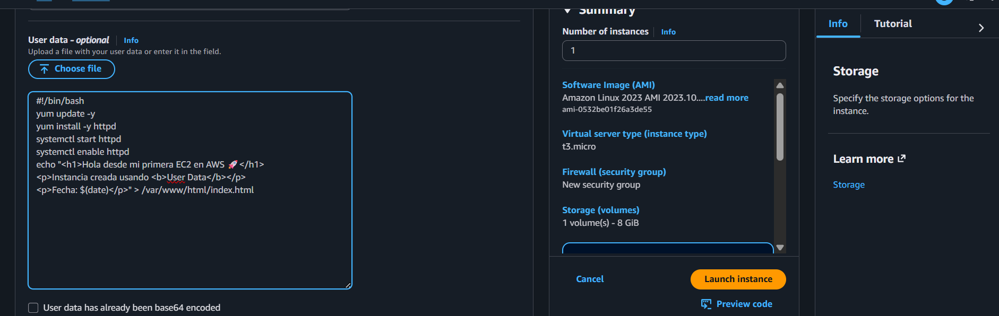 User data - optional
Info
Upload a file with your user data or enter it in the field.
Choose file
#!/bin/bash
yum update -y
yum install -y httpd
systemctl start httpd
systemctl enable httpd
echo "<h1>Hola desde mi primera EC2 en AWS 🚀</h1>
<p>Instancia creada usando <b>User Data</b></p>
<p>Fecha: $(date)</p>" > /var/www/html/index.html
User data has already been base64 encoded
Summary
Number of instances
Info
1
Software Image (AMI)
Amazon Linux 2023 AMI 2023.10....read more
ami-0532be01f26a3de55
Virtual server type (instance type)
t3.micro
Firewall (security group)
New security group
Storage (volumes)
1 volume(s) - 8 GiB
Cancel
Launch instance
Preview code
Info
Tutorial
Storage
Specify the storage options for the
instance.
Learn more
Storage